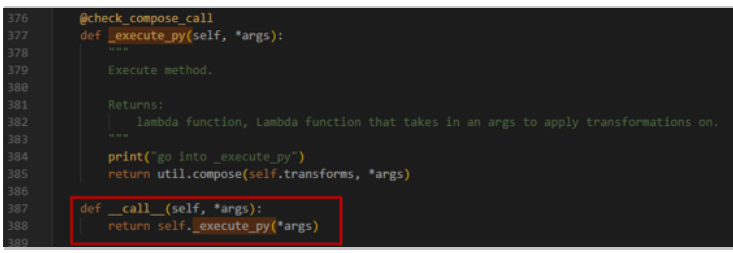 376 @check_compose_call
377 def _execute_py(self, *args):
378 """
379 Execute method.
380
381 Returns:
382 lambda function, Lambda function that takes in an args to apply transformations on.
383 """
384 print("go into _execute_py")
385 return util.compose(self.transforms, *args)
386
387 def __call__(self, *args):
388 return self._execute_py(*args)
389